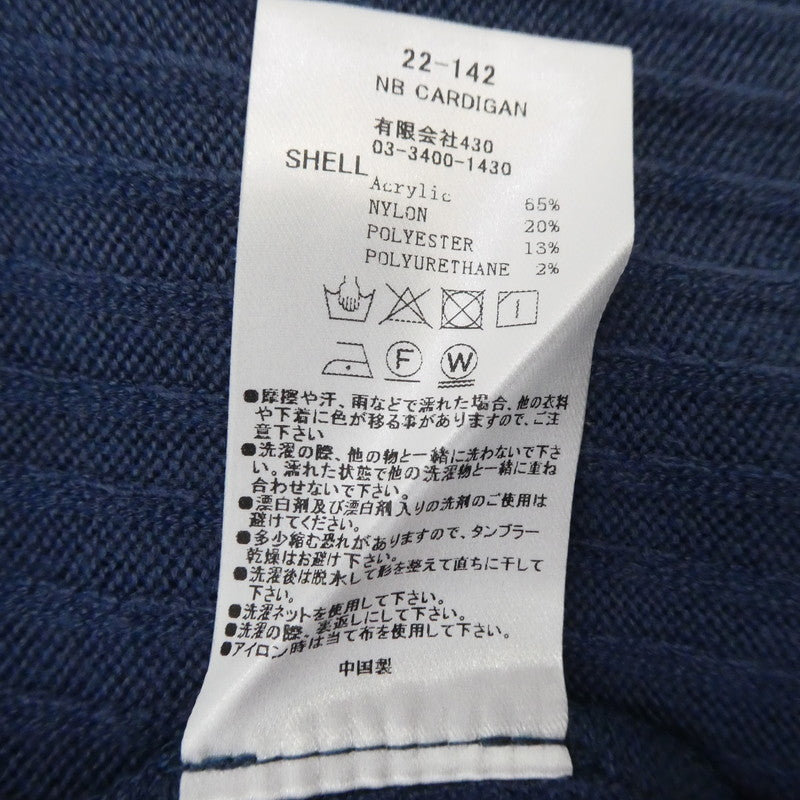 22-142
NB CARDIGAN
有限会社430
03-3400-1430
SHELL
Acrylic 65%
NYLON 20%
POLYESTER 13%
POLYURETHANE 2%
F W
●摩擦や汗、雨などで濡れた場合、他の衣料
や下着に色が移る事がありますので、ご注
意下さい
●洗濯の際、他の物と一緒に洗わないで下さ
い。濡れた状態で他の洗濯物と一緒に重ね
合わせないで下さい。
●漂白剤及び漂白剤入りの洗剤のご使用は
避けてください。
●多少縮む恐れがありますので、タンブラー
乾燥はお避け下さい。
●洗濯後は脱水して形を整えて直ちに干して
下さい。
●洗濯ネットを使用して下さい。
●洗濯の際、裏返しにして下さい。
●アイロン時は当て布を使用して下さい。
中国製